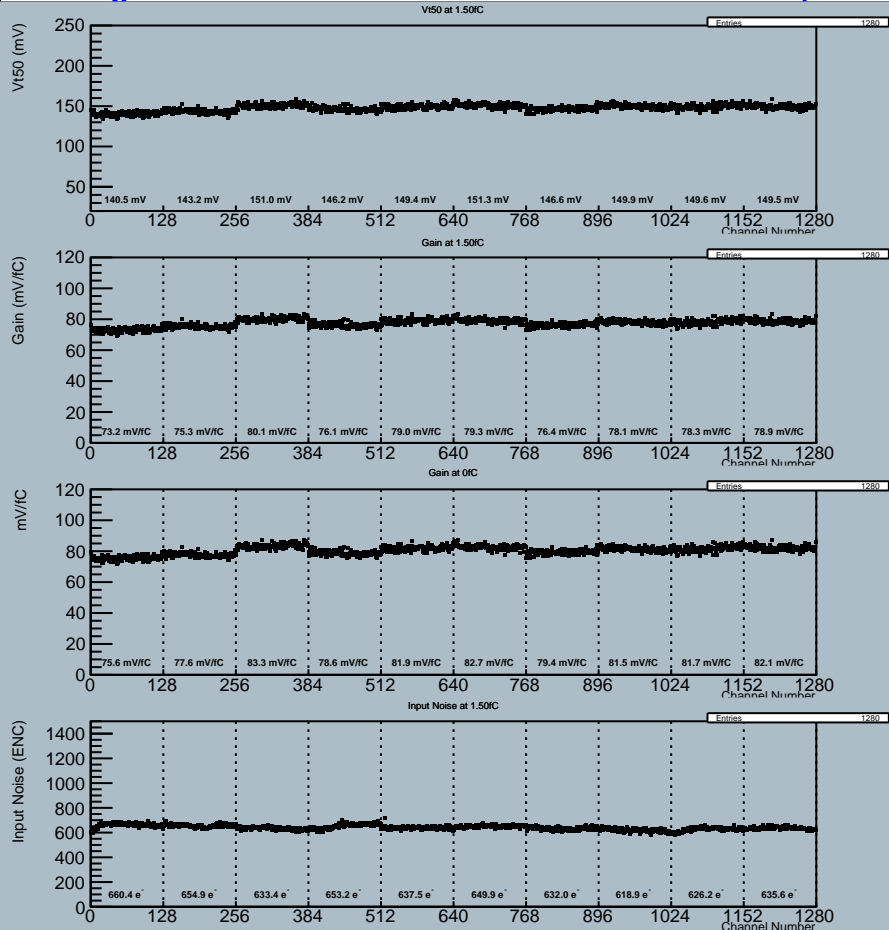 Vt50 at 1.50fC
Entries 1280
Vt50 (mV)
250
200
150
100
50
140.5 mV 143.2 mV 151.0 mV 146.2 mV 149.4 mV 151.3 mV 146.6 mV 149.9 mV 149.6 mV 149.5 mV
0 128 256 384 512 640 768 896 1024 1152 1280
Channel Number
Gain at 1.50fC
Entries 1280
Gain (mV/fC)
120
100
80
60
40
20
0
73.2 mV/fC 75.3 mV/fC 80.1 mV/fC 76.1 mV/fC 79.0 mV/fC 79.3 mV/fC 76.4 mV/fC 78.1 mV/fC 78.3 mV/fC 78.9 mV/fC
0 128 256 384 512 640 768 896 1024 1152 1280
Channel Number
Gain at 0fC
Entries 1280
mV/fC
120
100
80
60
40
20
0
75.6 mV/fC 77.6 mV/fC 83.3 mV/fC 78.6 mV/fC 81.9 mV/fC 82.7 mV/fC 79.4 mV/fC 81.5 mV/fC 81.7 mV/fC 82.1 mV/fC
0 128 256 384 512 640 768 896 1024 1152 1280
Channel Number
Input Noise at 1.50fC
Entries 1280
Input Noise (ENC)
1400
1200
1000
800
600
400
200
0
660.4 e⁻ 654.9 e⁻ 633.4 e⁻ 653.2 e⁻ 637.5 e⁻ 649.9 e⁻ 632.0 e⁻ 618.9 e⁻ 626.2 e⁻ 635.6 e⁻
0 128 256 384 512 640 768 896 1024 1152 1280
Channel Number